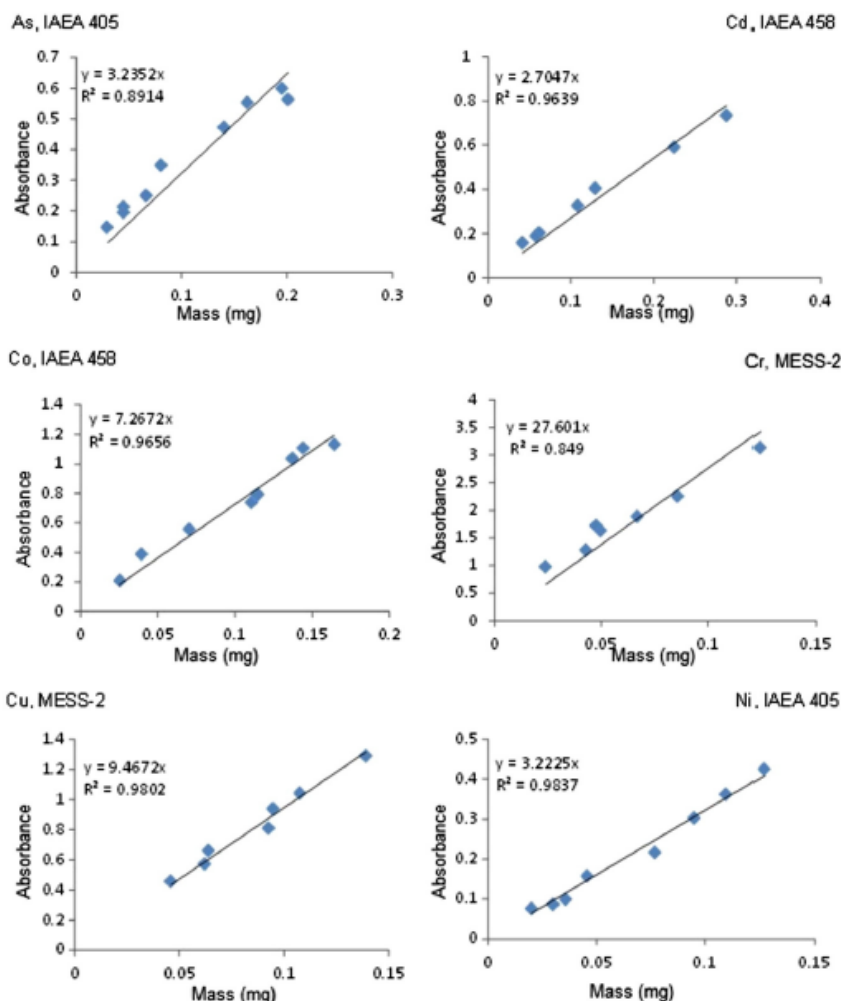 As, IAEA 405
0.7
0.6
0.5
0.4
0.3
0.2
0.1
0
Absorbance
y = 3.2352x
R² = 0.8914
0 0.1 0.2 0.3
Mass (mg)
Cd, IAEA 458
1
0.8
0.6
0.4
0.2
0
Absorbance
y = 2.7047x
R² = 0.9639
0 0.1 0.2 0.3 0.4
Mass (mg)
Co, IAEA 458
1.4
1.2
1
0.8
0.6
0.4
0.2
0
Absorbance
y = 7.2672x
R² = 0.9656
0 0.05 0.1 0.15 0.2
Mass (mg)
Cr, MESS-2
4
3.5
3
2.5
2
1.5
1
0.5
0
Absorbance
y = 27.601x
R² = 0.849
0 0.05 0.1 0.15
Mass (mg)
Cu, MESS-2
1.4
1.2
1
0.8
0.6
0.4
0.2
0
Absorbance
y = 9.4672x
R² = 0.9802
0 0.05 0.1 0.15
Mass (mg)
Ni, IAEA 405
0.5
0.4
0.3
0.2
0.1
0
Absorbance
y = 3.2225x
R² = 0.9837
0 0.05 0.1 0.15
Mass (mg)